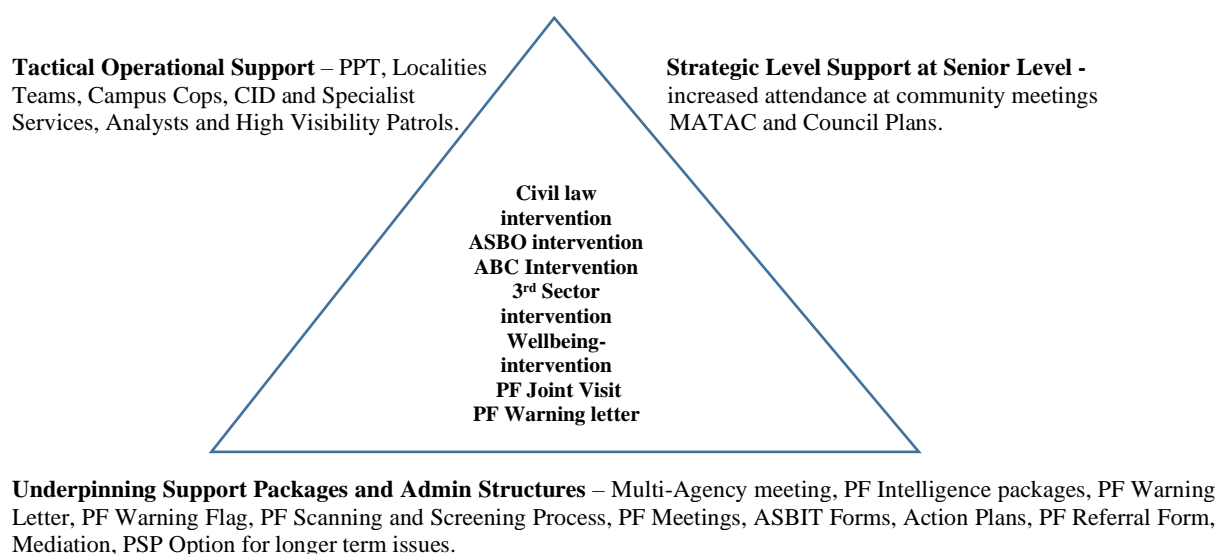 Tactical Operational Support – PPT, Localities
Teams, Campus Cops, CID and Specialist
Services, Analysts and High Visibility Patrols.
Strategic Level Support at Senior Level -
increased attendance at community meetings
MATAC and Council Plans.
Civil law
intervention
ASBO intervention
ABC Intervention
3rd Sector
intervention
Wellbeing-
intervention
PF Joint Visit
PF Warning letter
Underpinning Support Packages and Admin Structures – Multi-Agency meeting, PF Intelligence packages, PF Warning
Letter, PF Warning Flag, PF Scanning and Screening Process, PF Meetings, ASBIT Forms, Action Plans, PF Referral Form,
Mediation, PSP Option for longer term issues.